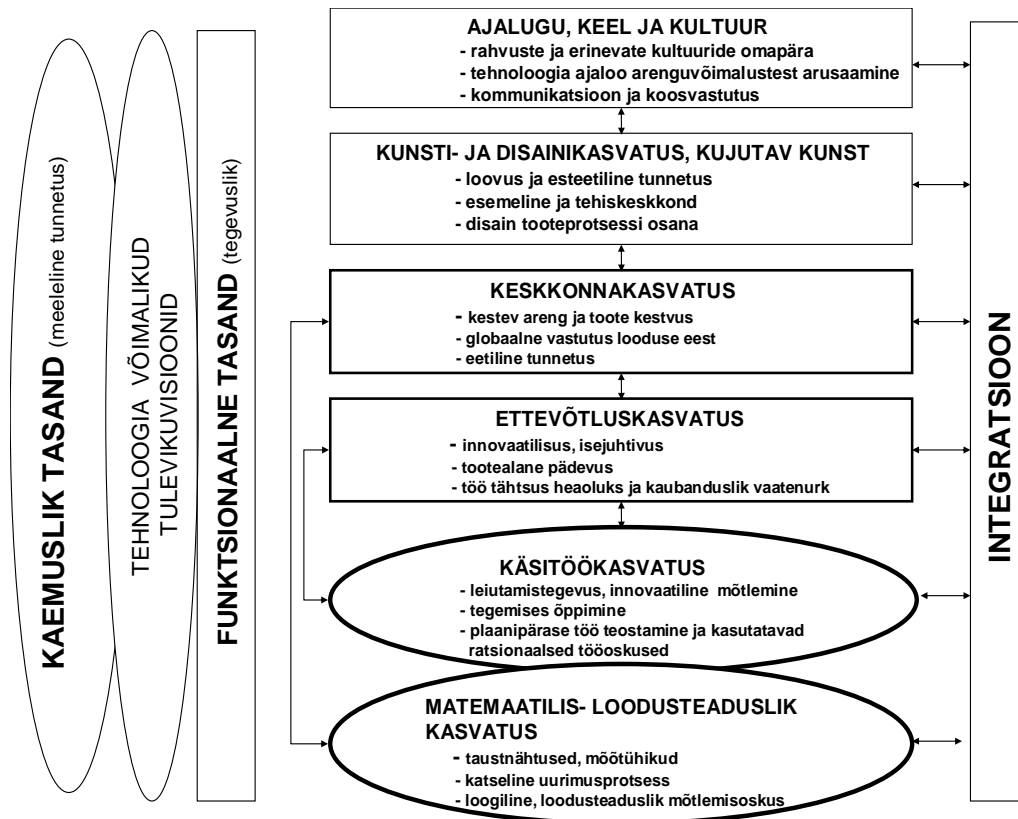 KAEMUSLIK TASAND (meeleline tunnetus)
TEHNOLOOGIA VÕIMALIKUD
TULEVIKUVISIOONID
FUNKTSIONAALNE TASAND (tegevuslik)
AJALUGU, KEEL JA KULTUUR
- rahvuste ja erinevate kultuuride omapära
- tehnoloogia ajaloo arenguvõimalustest arusaamine
- kommunikatsioon ja koosvastutus
KUNSTI- JA DISAINIKASVATUS, KUJUTAV KUNST
- loovus ja esteetiline tunnetus
- esemeline ja tehiskeskkond
- disain tooteprotsessi osana
KESKKONNAKASVATUS
- kestev areng ja toote kestvus
- globaalne vastutus looduse eest
- eetiline tunnetus
ETTEVÕTLUSKASVATUS
- innovaatilisus, isejuhtivus
- tootealane pädevus
- töö tähtsus heaoluks ja kaubanduslik vaatenurk
KÄSITÖÖKASVATUS
- leiutamistegevus, innovaatiline mõtlemine
- tegemises õppimine
- plaanipärase töö teostamine ja kasutatavad
ratsionaalsed tööoskused
MATEMAATILIS- LOODUSTEADUSLIK
KASVATUS
- taustnähtused, mõõtühikud
- katseline uurimusprotsess
- loogiline, loodusteaduslik mõtlemisoskus
INTEGRATSIOON